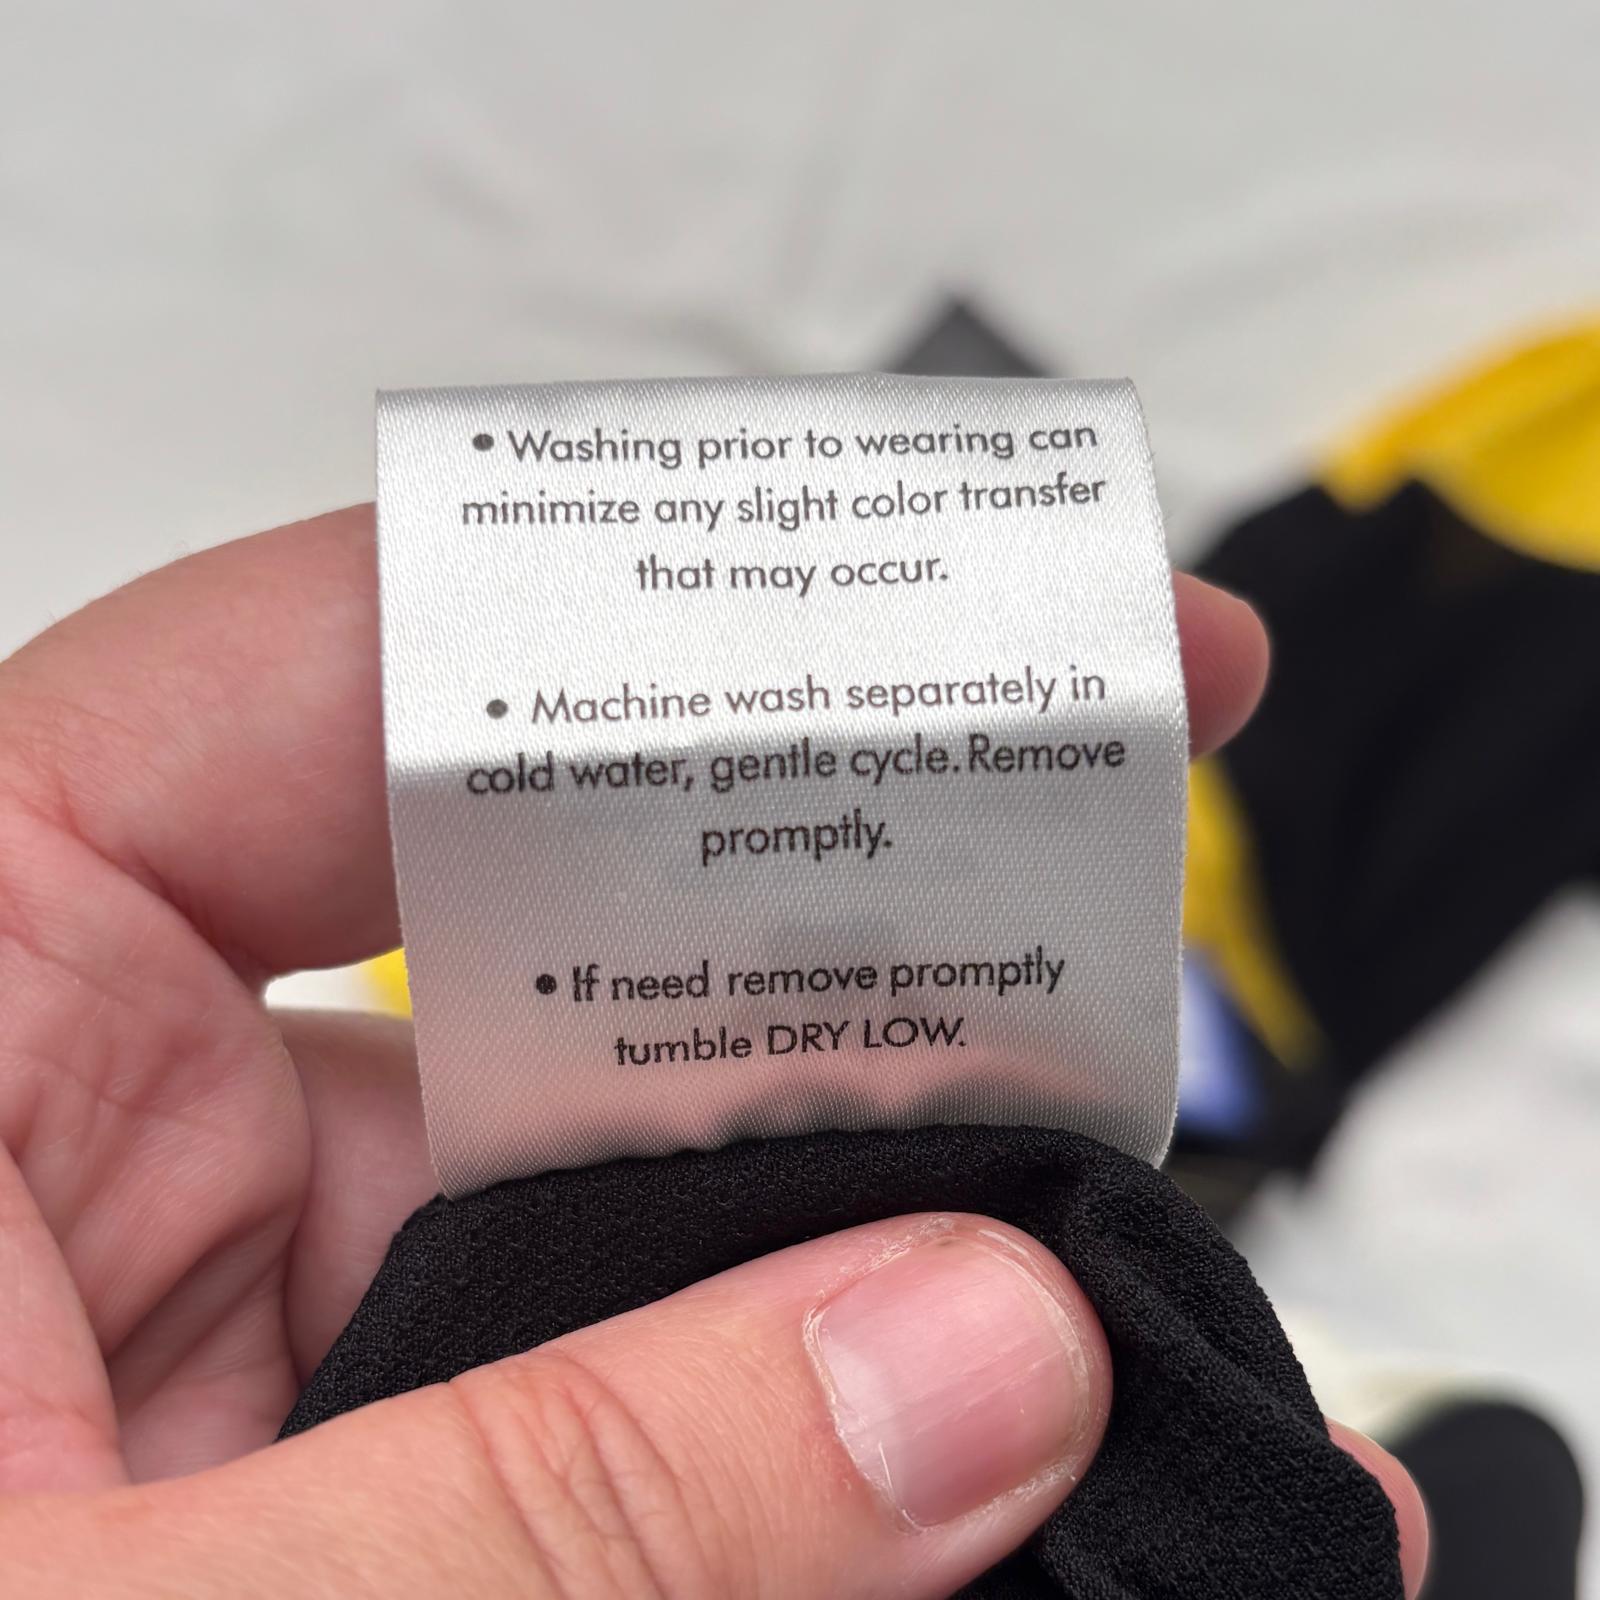 • Washing prior to wearing can
minimize any slight color transfer
that may occur.
• Machine wash separately in
cold water, gentle cycle. Remove
promptly.
• If need remove promptly
tumble DRY LOW.